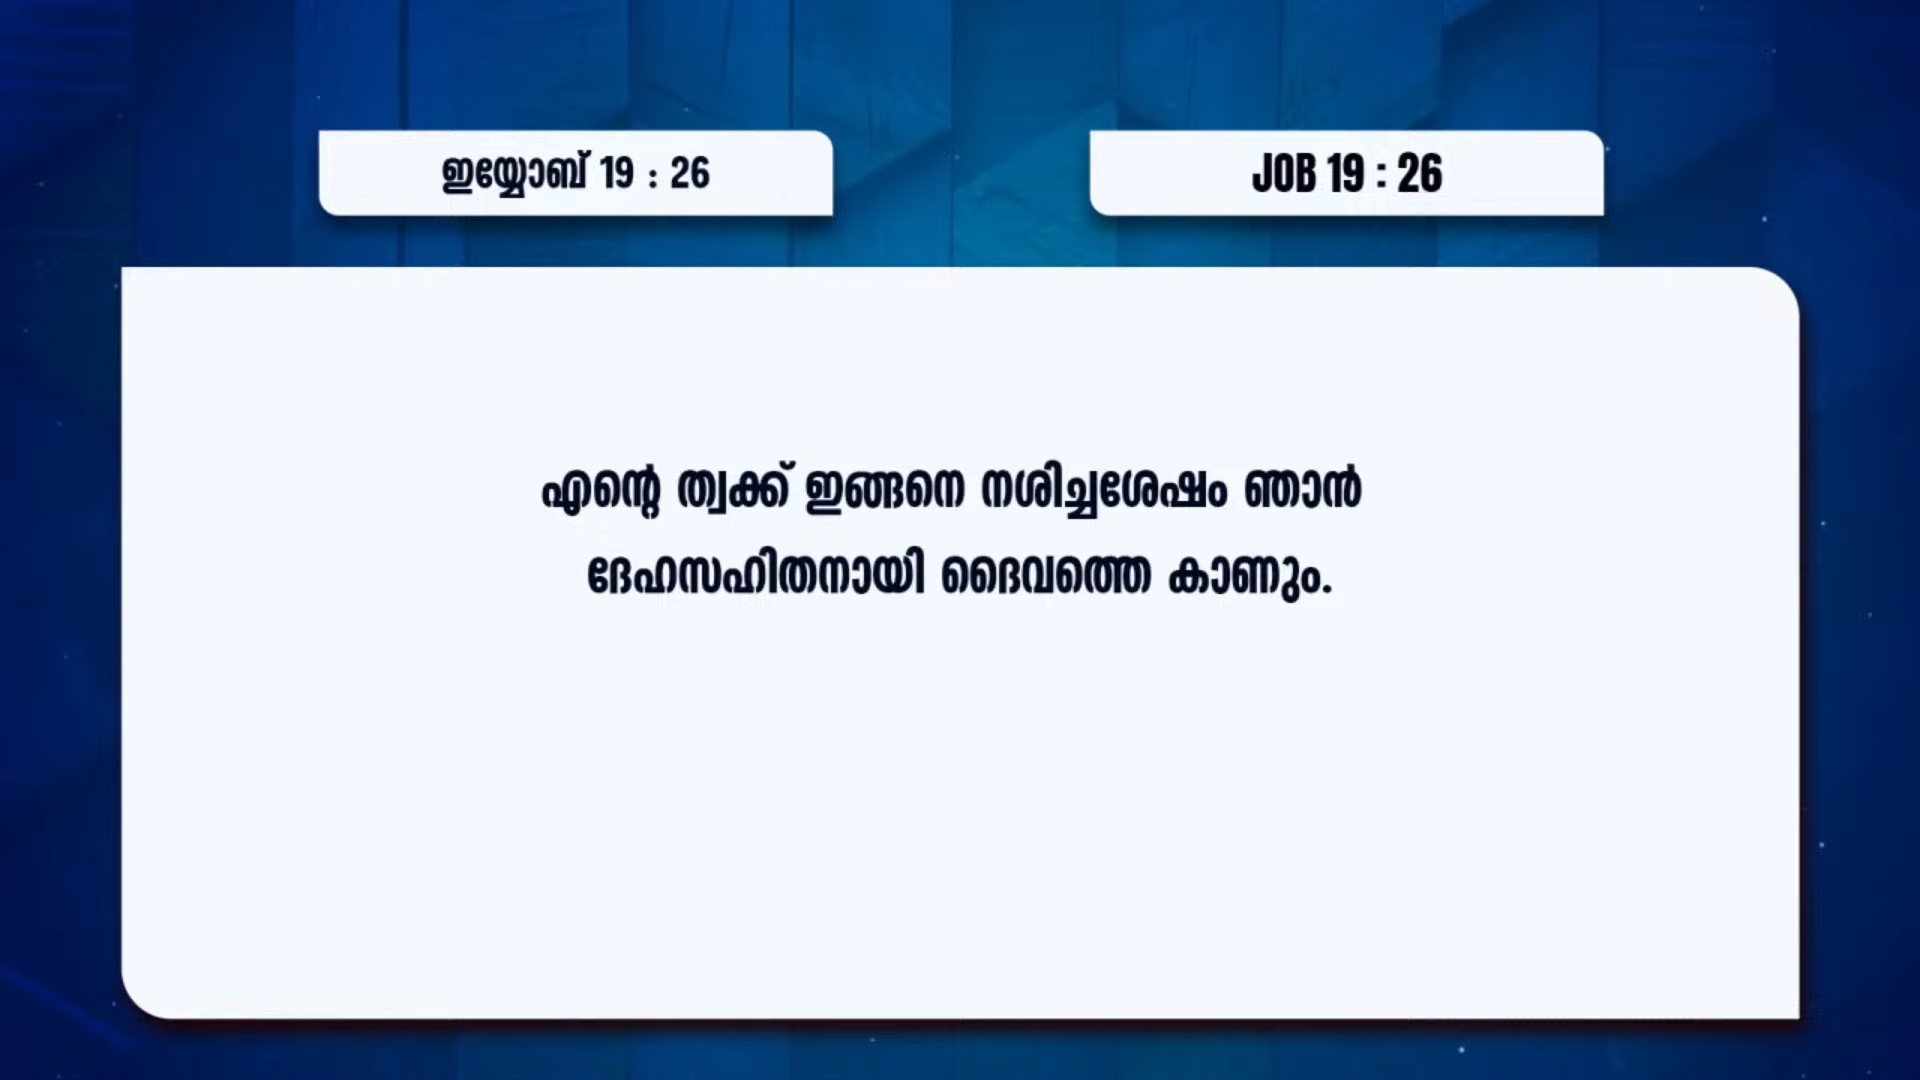 ഇയ്യോബ് 19 : 26
JOB 19 : 26
എന്റെ ത്വക്ക് ഇങ്ങനെ നശിച്ചശേഷം ഞാൻ
ദേഹസഹിതനായി ദൈവത്തെ കാണും.